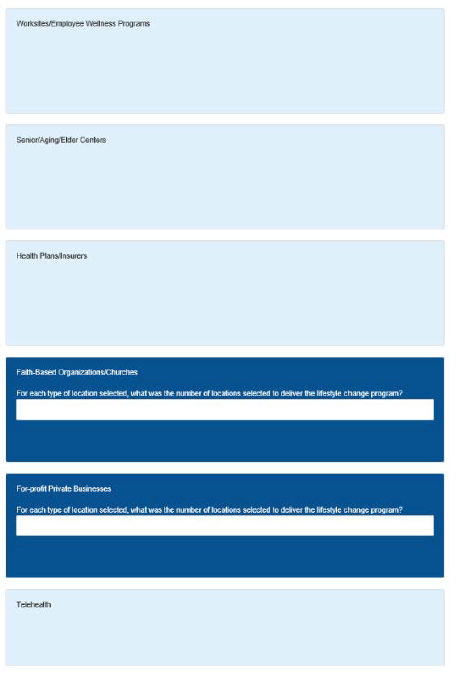 Worksites/Employee Wellness Programs
Senior/Aging/Elder Centers
Health Plans/Insurers
Faith-Based Organizations/Churches
For each type of location selected, what was the number of locations selected to deliver the lifestyle change program?
For-profit Private Businesses
For each type of location selected, what was the number of locations selected to deliver the lifestyle change program?
Telehealth